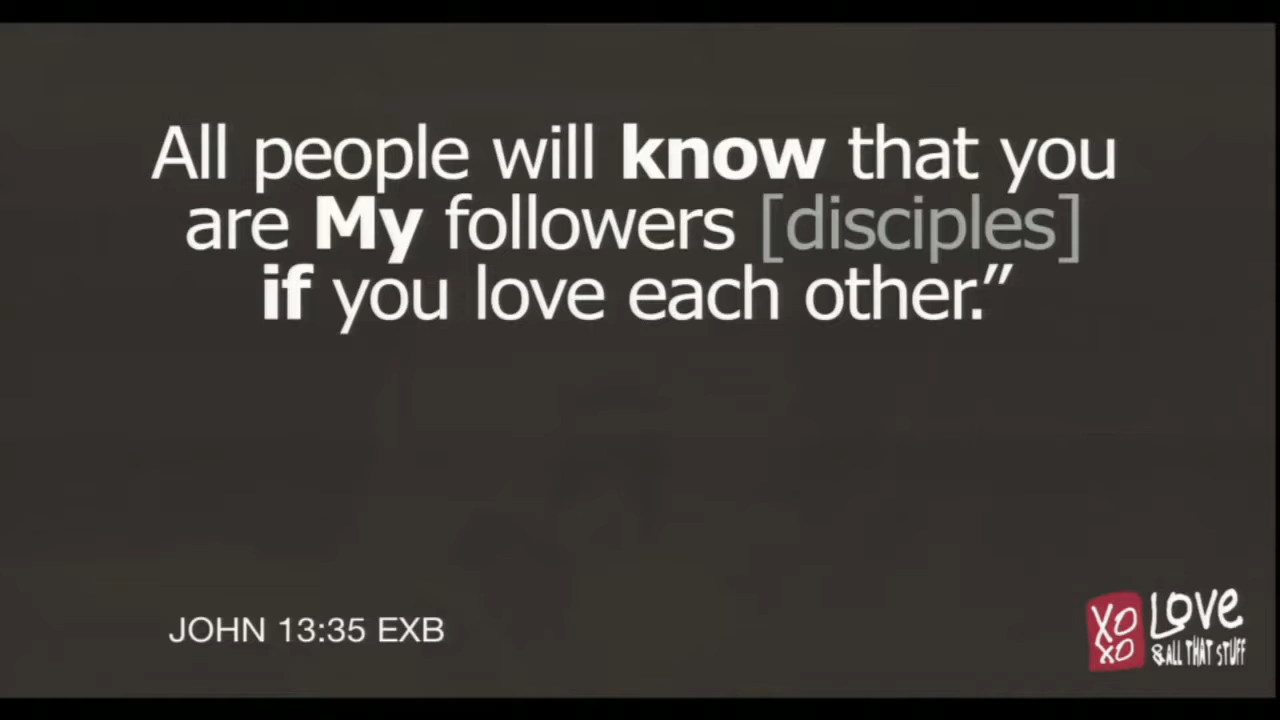 All people will know that you
are My followers [disciples]
if you love each other.”
JOHN 13:35 EXB
XO
XO
LOVE
& ALL THAT STUFF